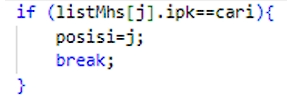 if (listMhs[j].ipk==cari){
    posisi=j;
    break;
}